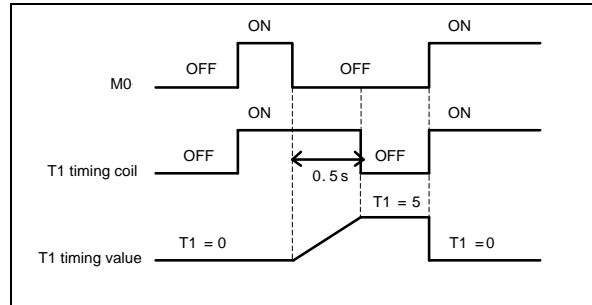 ON
ON
OFF
OFF
M0
ON
ON
OFF
OFF
T1 timing coil
0.5s
T1 = 5
T1 = 0
T1 =0
T1 timing value